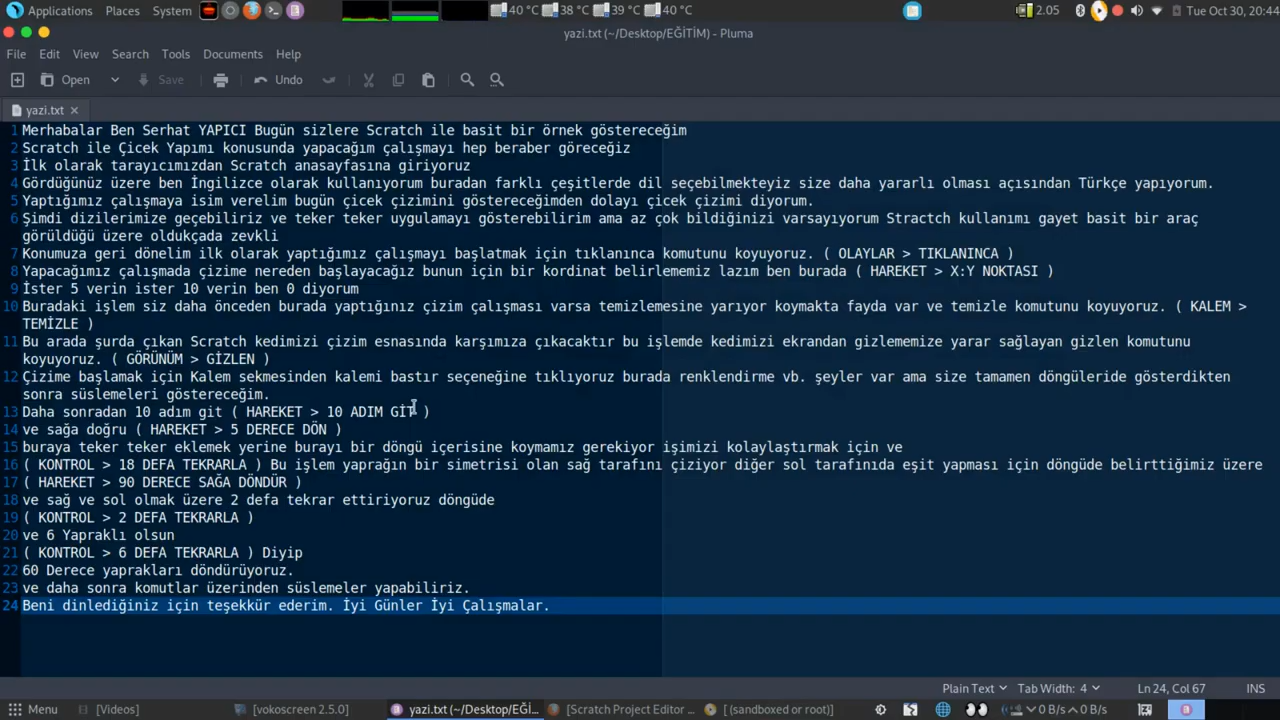 Applications Places System 40 °C 38 °C 39 °C 40 °C 2.05 Tue Oct 30, 20:44
yazi.txt (~/Desktop/EĞİTİM) - Pluma
File Edit View Search Tools Documents Help
Open Save Undo
yazi.txt
1 Merhabalar Ben Serhat YAPICI Bugün sizlere Scratch ile basit bir örnek göstereceğim
2 Scratch ile Çicek Yapımı konusunda yapacağım çalışmayı hep beraber göreceğiz
3 İlk olarak tarayıcımızdan Scratch anasayfasına giriyoruz
4 Gördüğünüz üzere ben İngilizce olarak kullanıyorum buradan farklı çeşitlerde dil seçebilmekteyiz size daha yararlı olması açısından Türkçe yapıyorum.
5 Yaptığımız çalışmaya isim verelim bugün çicek çizimini göstereceğimden dolayı çicek çizimi diyorum.
6 Şimdi dizilerimize geçebiliriz ve teker teker uygulamayı gösterebilirim ama az çok bildiğinizi varsayıyorum Stractch kullanımı gayet basit bir araç
görüldüğü üzere oldukçada zevkli
7 Konumuza geri dönelim ilk olarak yaptığımız çalışmayı başlatmak için tıklanınca komutunu koyuyoruz. ( OLAYLAR > TIKLANINCA )
8 Yapacağımız çalışmada çizime nereden başlayacağız bunun için bir kordinat belirlememiz lazım ben burada ( HAREKET > X:Y NOKTASI )
9 İster 5 verin ister 10 verin ben 0 diyorum
10 Buradaki işlem siz daha önceden burada yaptığınız çizim çalışması varsa temizlemesine yarıyor koymakta fayda var ve temizle komutunu koyuyoruz. ( KALEM >
TEMİZLE )
11 Bu arada şurda çıkan Scratch kedimizi çizim esnasında karşımıza çıkacaktır bu işlemde kedimizi ekrandan gizlememize yarar sağlayan gizlen komutunu
koyuyoruz. ( GÖRÜNÜM > GİZLEN )
12 Çizime başlamak için Kalem sekmesinden kalemi bastır seçeneğine tıklıyoruz burada renklendirme vb. şeyler var ama size tamamen döngüleride gösterdikten
sonra süslemeleri göstereceğim.
13 Daha sonradan 10 adım git ( HAREKET > 10 ADIM GİT )
14 ve sağa doğru ( HAREKET > 5 DERECE DÖN )
15 buraya teker teker eklemek yerine burayı bir döngü içerisine koymamız gerekiyor işimizi kolaylaştırmak için ve
16 ( KONTROL > 18 DEFA TEKRARLA ) Bu işlem yaprağın bir simetrisi olan sağ tarafını çiziyor diğer sol tarafınıda eşit yapması için döngüde belirttiğimiz üzere
17 ( HAREKET > 90 DERECE SAĞA DÖNDÜR )
18 ve sağ ve sol olmak üzere 2 defa tekrar ettiriyoruz döngüde
19 ( KONTROL > 2 DEFA TEKRARLA )
20 ve 6 Yapraklı olsun
21 ( KONTROL > 6 DEFA TEKRARLA ) Diyip
22 60 Derece yaprakları döndürüyoruz.
23 ve daha sonra komutlar üzerinden süslemeler yapabiliriz.
24 Beni dinlediğiniz için teşekkür ederim. İyi Günler İyi Çalışmalar.
Plain Text Tab Width: 4 Ln 24, Col 67 INS
Menu [Videos] [vokoscreen 2.5.0] yazi.txt (~/Desktop/EĞİ... [Scratch Project Editor ... [ (sandboxed or root)] 0 B/s 0 B/s